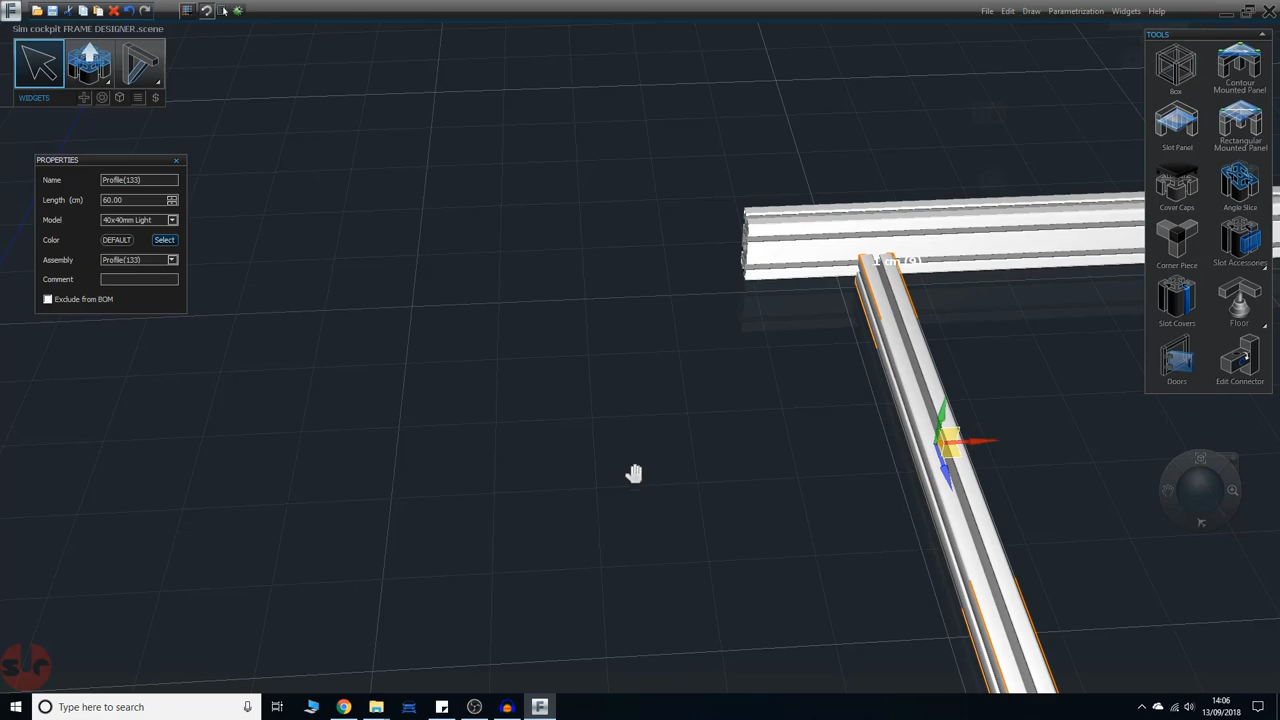 File Edit Draw Parametrization Widgets Help
Sim cockpit FRAME DESIGNER.scene
WIDGETS
$
PROPERTIES
Name Profile(133)
Length (cm) 60.00
Model 40x40mm Light
Color DEFAULT Select
Assembly Profile(133)
Comment
Exclude from BOM
TOOLS
Box
Contour Mounted Panel
Slot Panel
Rectangular Mounted Panel
Cover Caps
Angle Slice
Corner Piece
Slot Accessories
Slot Covers
Floor
Doors
Edit Connector
1 cm (9)
Type here to search
14:06
13/09/2018